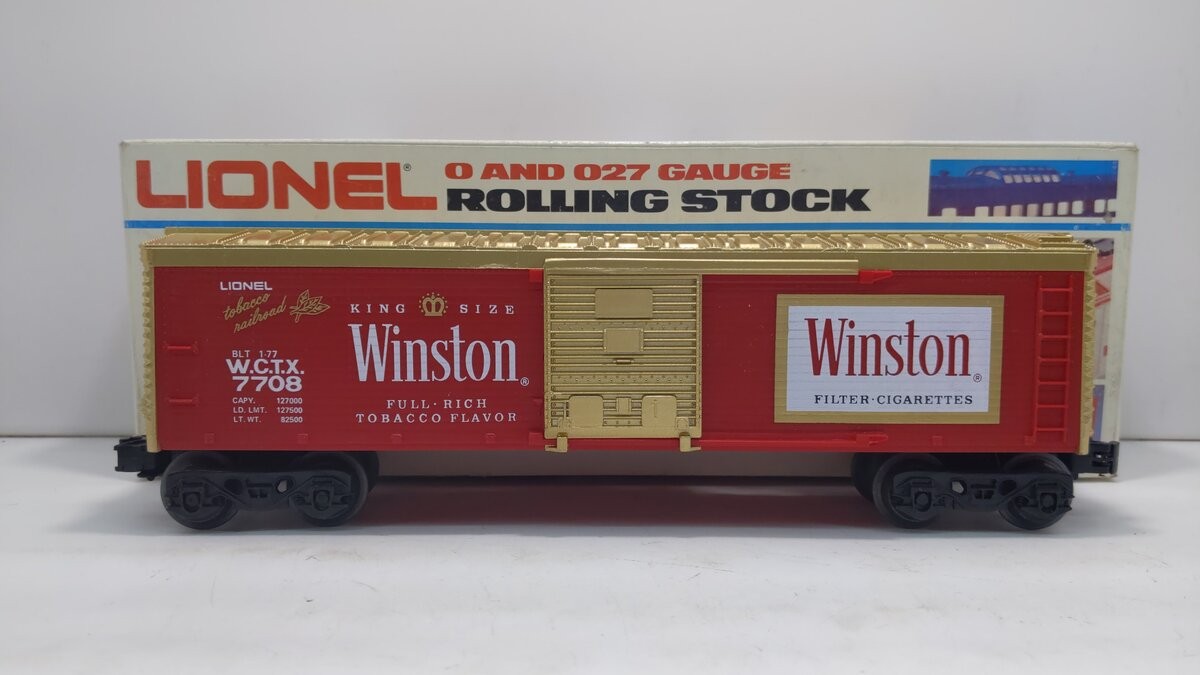 LIONEL®
O AND 027 GAUGE
ROLLING STOCK
LIONEL
tobacco
railroad
BLT 1-77
W.C.T.X.
7708
CAPY. 127000
LD. LMT. 127500
LT. WT. 82500
KING SIZE
Winston®
FULL · RICH
TOBACCO FLAVOR
Winston®
FILTER · CIGARETTES